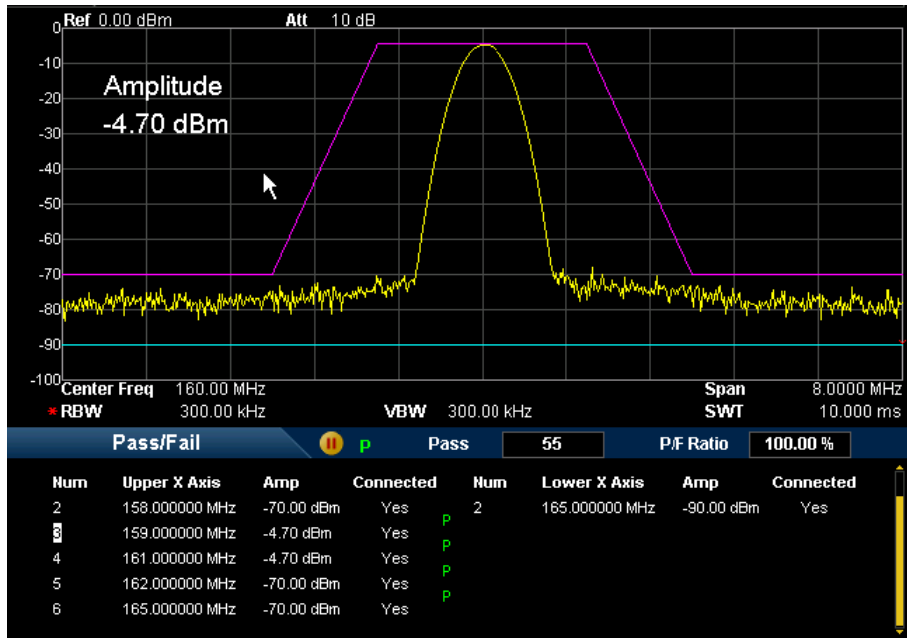 Ref 0.00 dBm Att 10 dB
0
-10
Amplitude
-20
-4.70 dBm
-30
-40
-50
-60
-70
-80
-90
-100
Center Freq 160.00 MHz Span 8.0000 MHz
* RBW 300.00 kHz VBW 300.00 kHz SWT 10.000 ms
Pass/Fail P Pass 55 P/F Ratio 100.00 %
Num Upper X Axis Amp Connected Num Lower X Axis Amp Connected
2 158.000000 MHz -70.00 dBm Yes 2 165.000000 MHz -90.00 dBm Yes
P
3 159.000000 MHz -4.70 dBm Yes
P
4 161.000000 MHz -4.70 dBm Yes
P
5 162.000000 MHz -70.00 dBm Yes
P
6 165.000000 MHz -70.00 dBm Yes